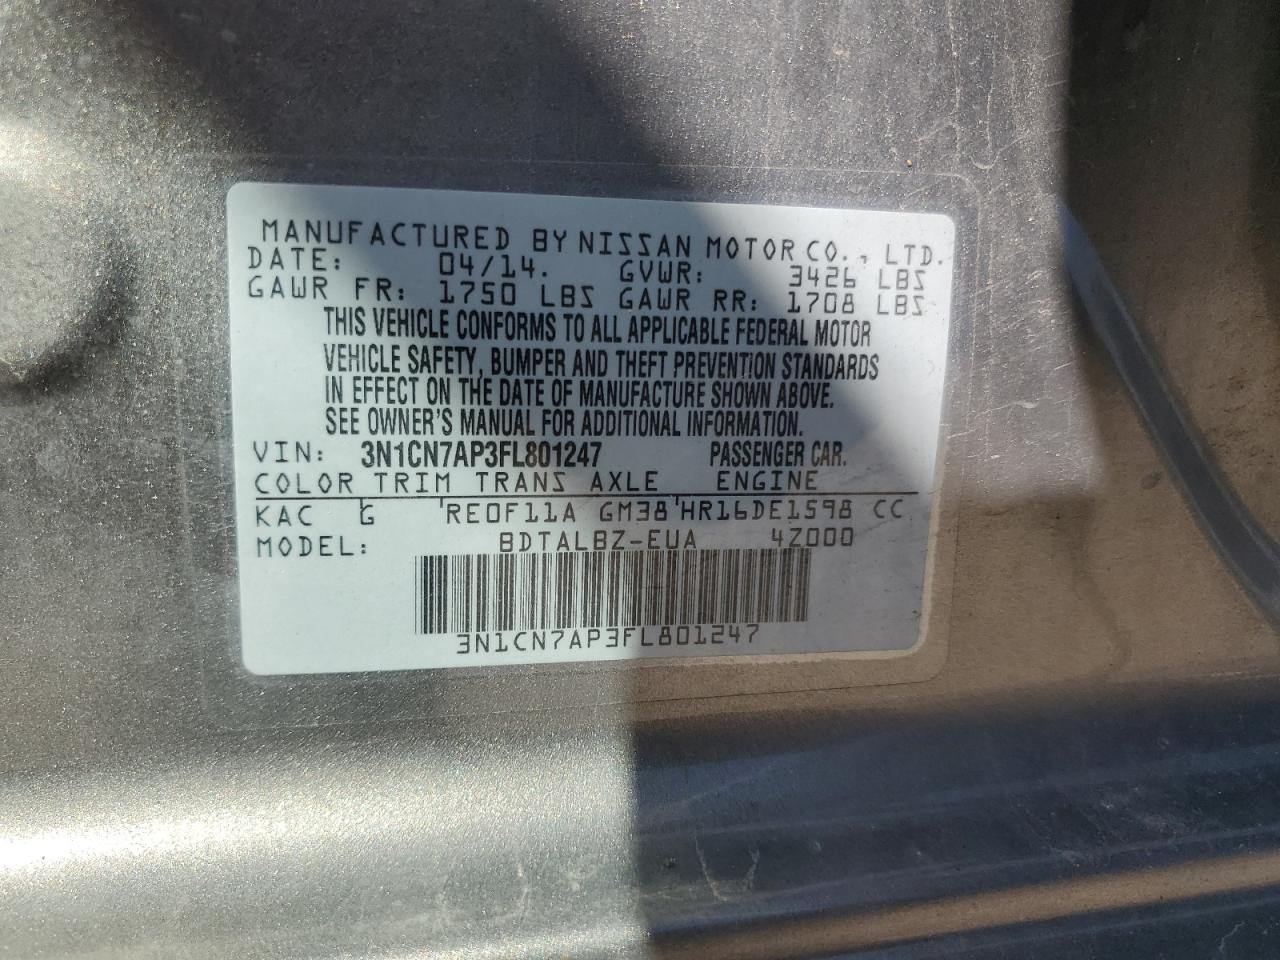 MANUFACTURED BY NISSAN MOTOR CO., LTD.
DATE: 04/14. GVWR: 3426 LBS
GAWR FR: 1750 LBS GAWR RR: 1708 LBS
THIS VEHICLE CONFORMS TO ALL APPLICABLE FEDERAL MOTOR
VEHICLE SAFETY, BUMPER AND THEFT PREVENTION STANDARDS
IN EFFECT ON THE DATE OF MANUFACTURE SHOWN ABOVE.
SEE OWNER'S MANUAL FOR ADDITIONAL INFORMATION.
VIN: 3N1CN7AP3FL801247 PASSENGER CAR.
COLOR TRIM TRANS AXLE ENGINE
KAC G RE0F11A GM38 HR16DE1598 CC
MODEL: BDTALBZ-EUA 4Z000
3N1CN7AP3FL801247